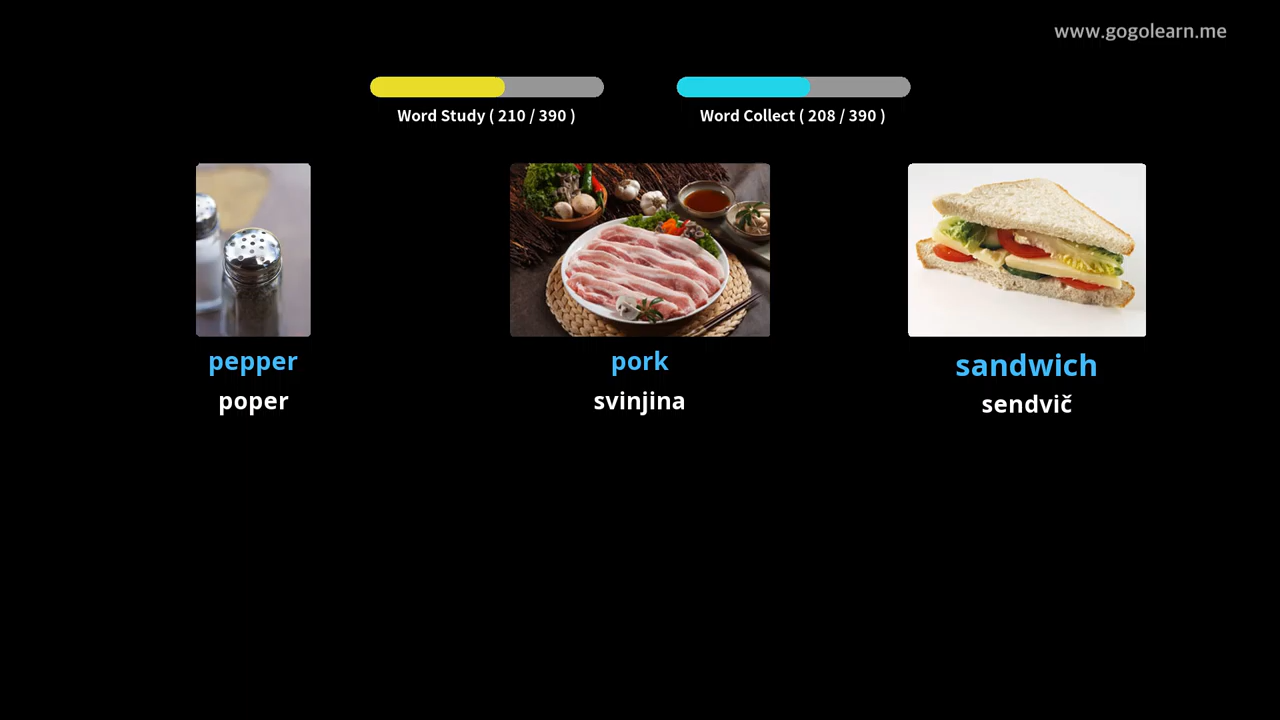 www.gogolearn.me
Word Study ( 210 / 390 )
Word Collect ( 208 / 390 )
pepper
poper
pork
svinjina
sandwich
sendvič